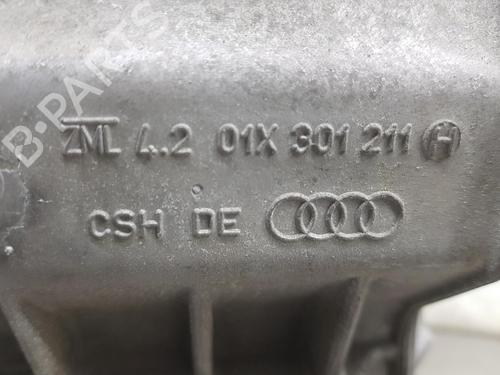 B-PARTS
ZML 4.2 01X 301 211 H
CSH DE